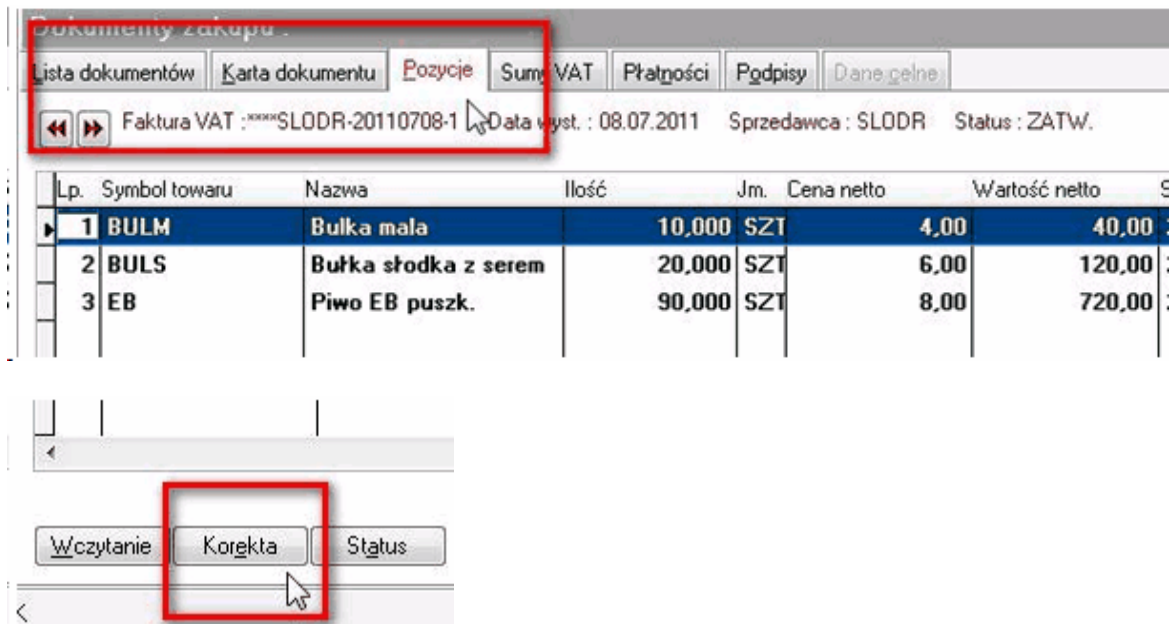 Dokumenty zakupu :
Lista dokumentów Karta dokumentu Pozycje Sumy VAT Płatności Podpisy Dane celne
Faktura VAT :****SLODR-20110708-1 Data wyst. : 08.07.2011 Sprzedawca : SLODR Status : ZATW.
Lp. Symbol towaru Nazwa Ilość Jm. Cena netto Wartość netto S
1 BULM Bulka mala 10,000 SZT 4,00 40,00
2 BULS Bułka słodka z serem 20,000 SZT 6,00 120,00
3 EB Piwo EB puszk. 90,000 SZT 8,00 720,00
Wczytanie Korekta Status